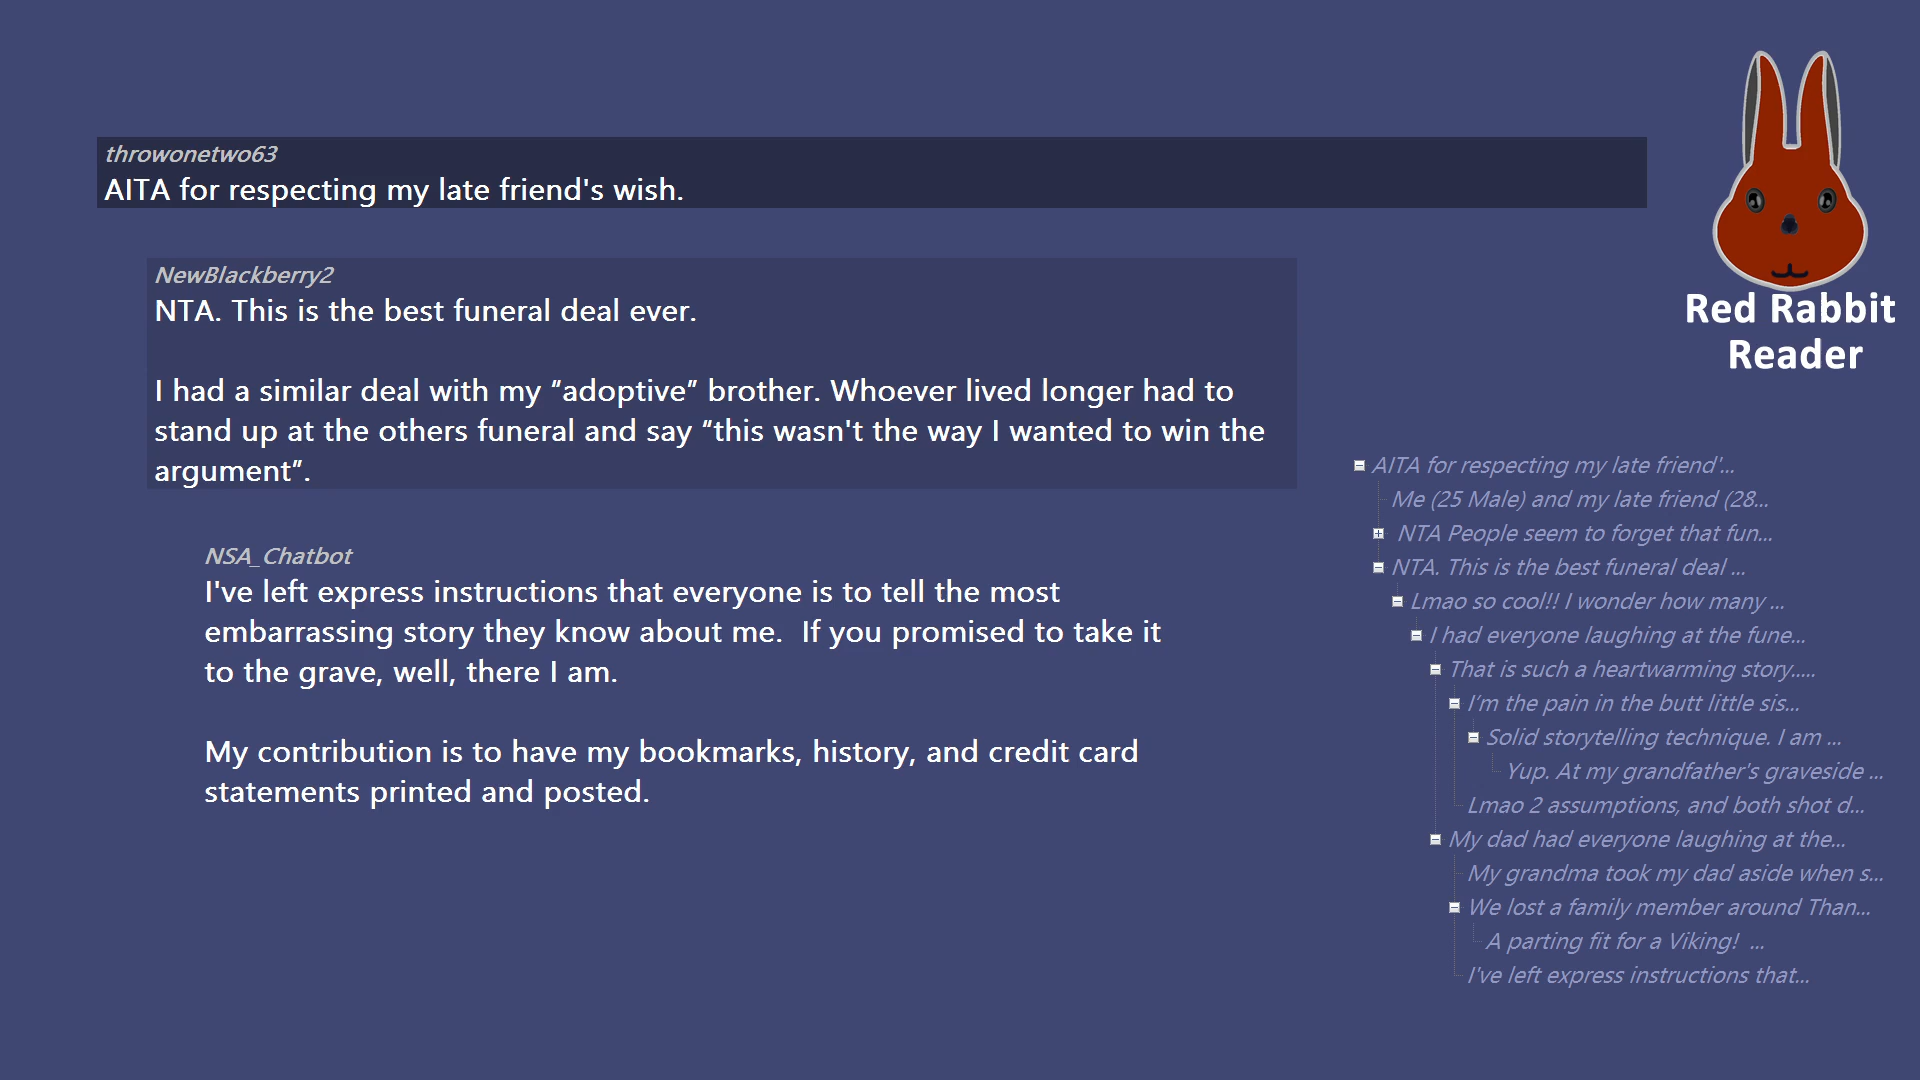 throwonetwo63
AITA for respecting my late friend's wish.
NewBlackberry2
NTA. This is the best funeral deal ever.
I had a similar deal with my “adoptive” brother. Whoever lived longer had to
stand up at the others funeral and say “this wasn't the way I wanted to win the
argument”.
NSA_Chatbot
I've left express instructions that everyone is to tell the most
embarrassing story they know about me.  If you promised to take it
to the grave, well, there I am.
My contribution is to have my bookmarks, history, and credit card
statements printed and posted.
Red Rabbit
Reader
AITA for respecting my late friend'...
Me (25 Male) and my late friend (28...
NTA People seem to forget that fun...
NTA. This is the best funeral deal ...
Lmao so cool!! I wonder how many ...
I had everyone laughing at the fune...
That is such a heartwarming story.....
I’m the pain in the butt little sis...
Solid storytelling technique. I am ...
Yup. At my grandfather's graveside ...
Lmao 2 assumptions, and both shot d...
My dad had everyone laughing at the...
My grandma took my dad aside when s...
We lost a family member around Than...
A parting fit for a Viking!  ...
I've left express instructions that...